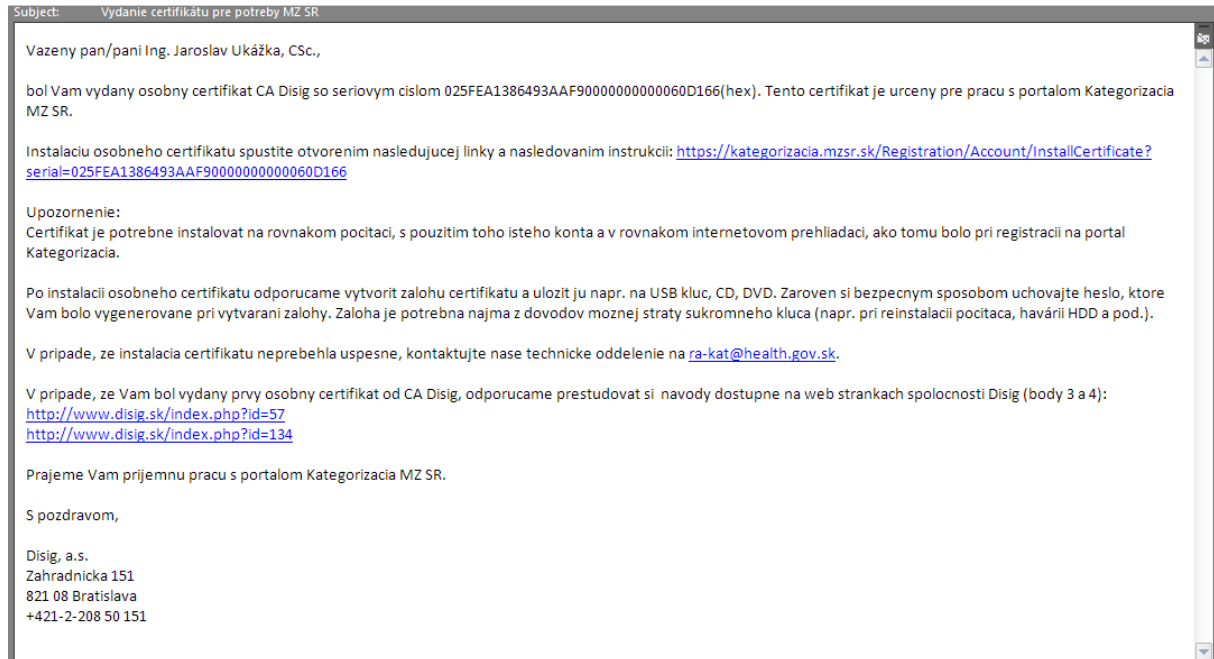 Subject: Vydanie certifikátu pre potreby MZ SR
Vazeny pan/pani Ing. Jaroslav Ukážka, CSc.,
bol Vam vydany osobny certifikat CA Disig so seriovym cislom 025FEA1386493AAF90000000000060D166(hex). Tento certifikat je urceny pre pracu s portalom Kategorizacia
MZ SR.
Instalaciu osobneho certifikatu spustite otvorenim nasledujucej linky a nasledovanim instrukcii: https://kategorizacia.mzsr.sk/Registration/Account/InstallCertificate?
serial=025FEA1386493AAF90000000000060D166
Upozornenie:
Certifikat je potrebne instalovat na rovnakom pocitaci, s pouzitim toho isteho konta a v rovnakom internetovom prehliadaci, ako tomu bolo pri registracii na portal
Kategorizacia.
Po instalacii osobneho certifikatu odporucame vytvorit zalohu certifikatu a ulozit ju napr. na USB kluc, CD, DVD. Zaroven si bezpecnym sposobom uchovajte heslo, ktore
Vam bolo vygenerovane pri vytvarani zalohy. Zaloha je potrebna najma z dovodov moznej straty sukromneho kluca (napr. pri reinstalacii pocitaca, havárii HDD a pod.).
V pripade, ze instalacia certifikatu neprebehla uspesne, kontaktujte nase technicke oddelenie na ra-kat@health.gov.sk.
V pripade, ze Vam bol vydany prvy osobny certifikat od CA Disig, odporucame prestudovat si navody dostupne na web strankach spolocnosti Disig (body 3 a 4):
http://www.disig.sk/index.php?id=57
http://www.disig.sk/index.php?id=134
Prajeme Vam prijemnu pracu s portalom Kategorizacia MZ SR.
S pozdravom,
Disig, a.s.
Zahradnicka 151
821 08 Bratislava
+421-2-208 50 151